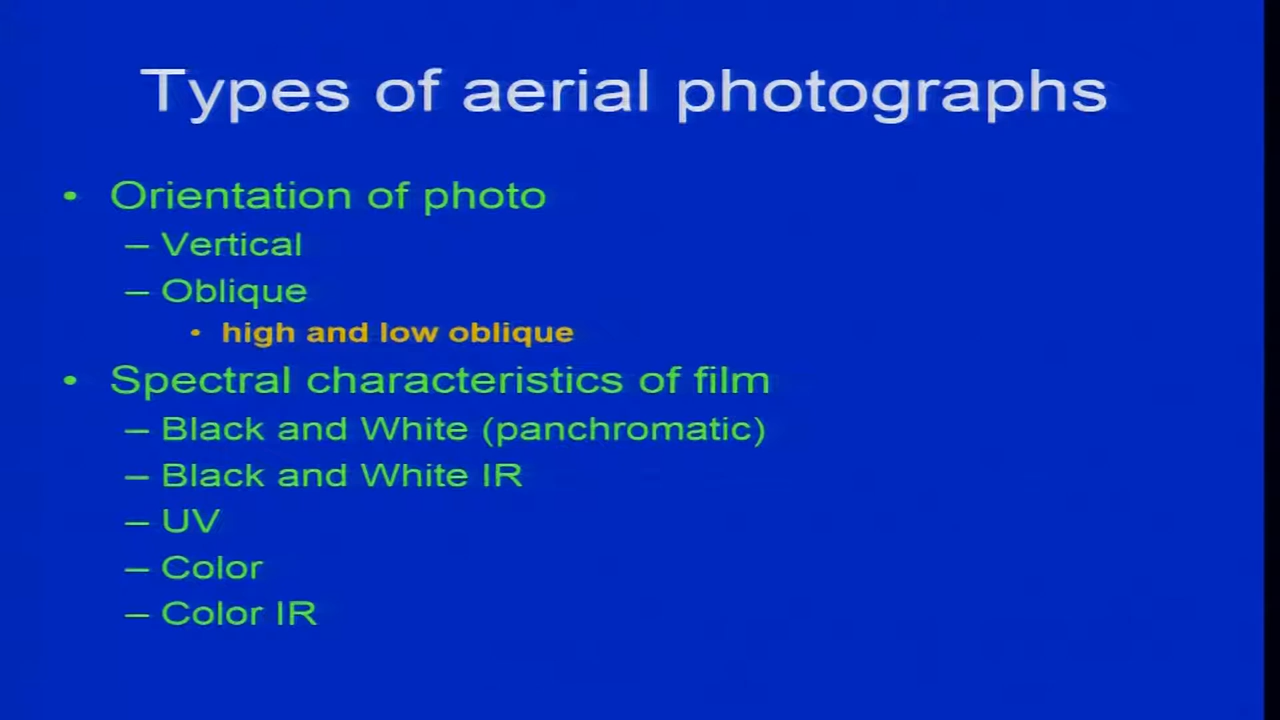 Types of aerial photographs
• Orientation of photo
– Vertical
– Oblique
• high and low oblique
• Spectral characteristics of film
– Black and White (panchromatic)
– Black and White IR
– UV
– Color
– Color IR